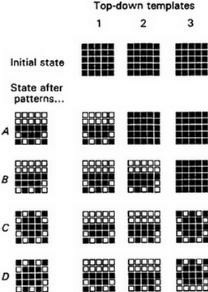 Top-down templates
1 2 3
Initial state
State after
patterns...
A
B
C
D